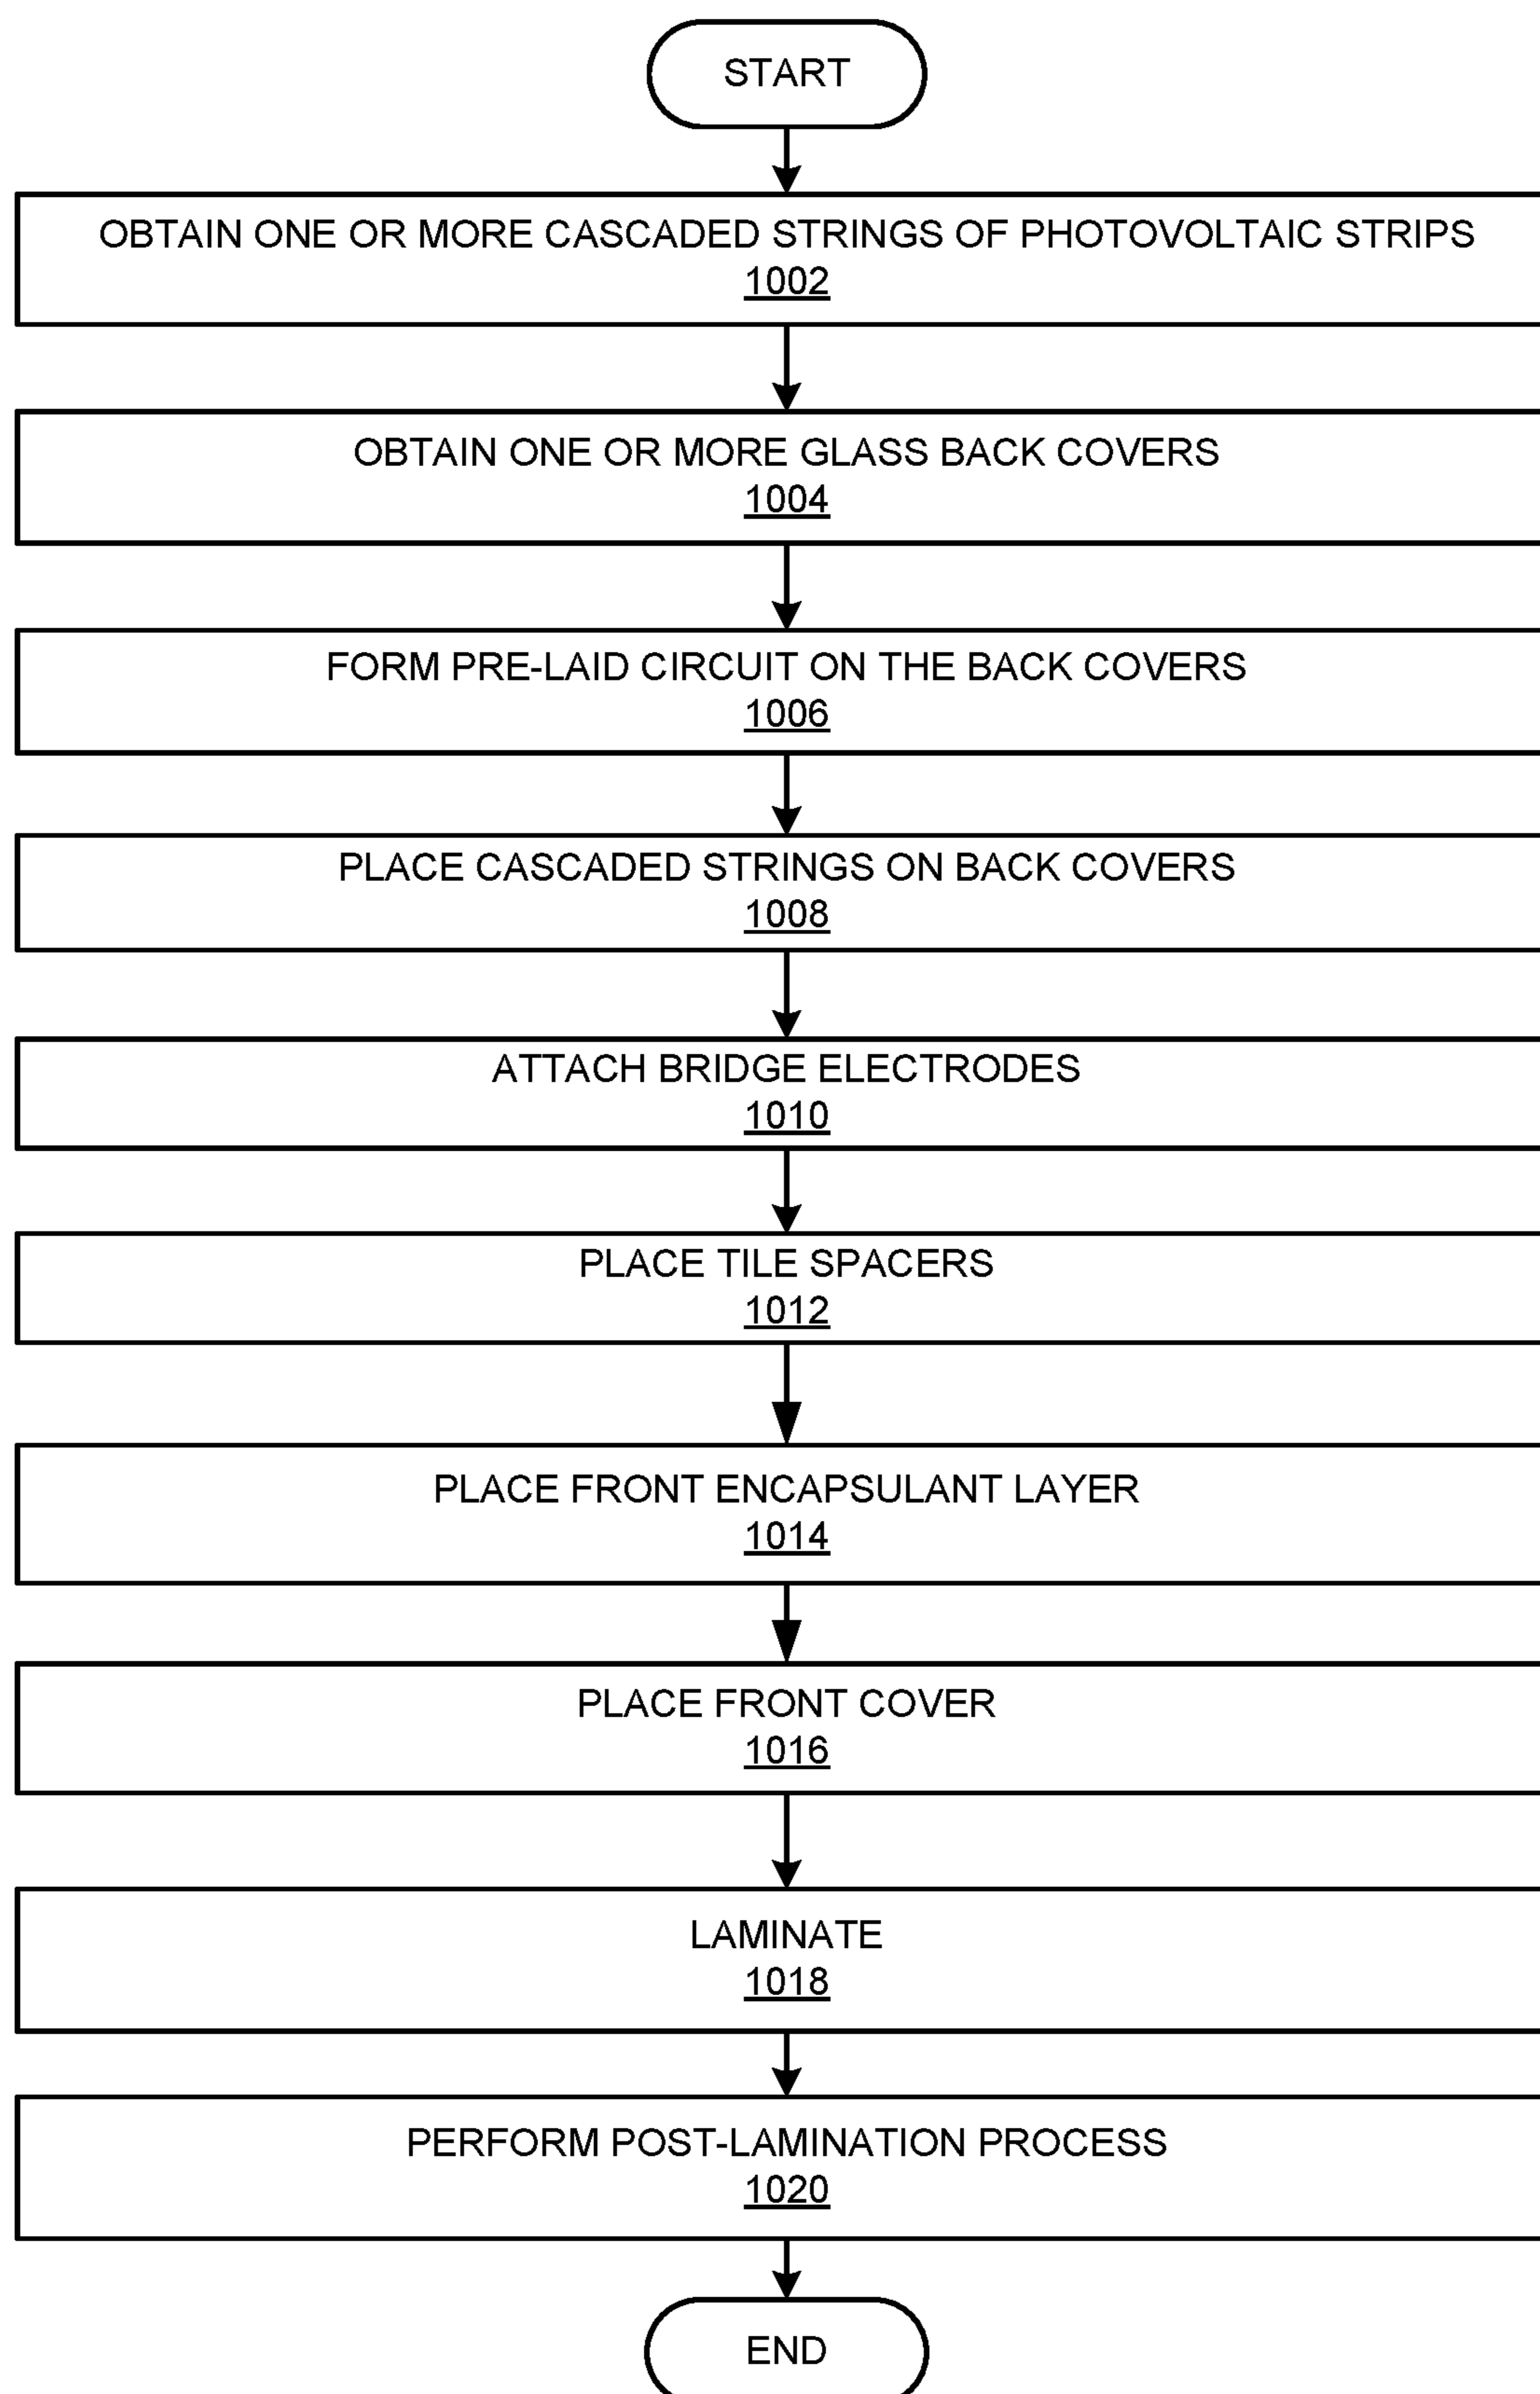 START
OBTAIN ONE OR MORE CASCADED STRINGS OF PHOTOVOLTAIC STRIPS
1002
OBTAIN ONE OR MORE GLASS BACK COVERS
1004
FORM PRE-LAID CIRCUIT ON THE BACK COVERS
1006
PLACE CASCADED STRINGS ON BACK COVERS
1008
ATTACH BRIDGE ELECTRODES
1010
PLACE TILE SPACERS
1012
PLACE FRONT ENCAPSULANT LAYER
1014
PLACE FRONT COVER
1016
LAMINATE
1018
PERFORM POST-LAMINATION PROCESS
1020
END